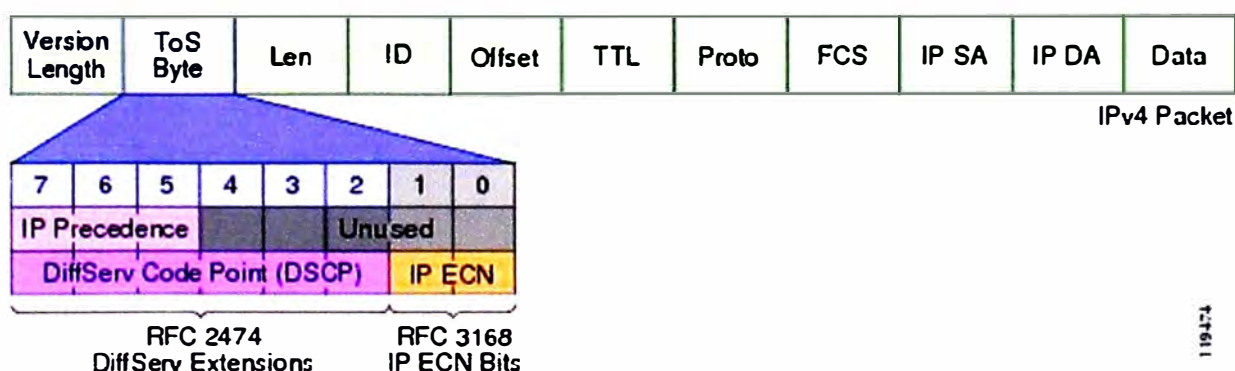 Version Length
ToS Byte
Len
ID
Offset
TTL
Proto
FCS
IP SA
IP DA
Data
IPv4 Packet
7 6 5 4 3 2 1 0
IP Precedence
Unused
DiffServ Code Point (DSCP)
IP ECN
RFC 2474
DiffServ Extensions
RFC 3168
IP ECN Bits
119474